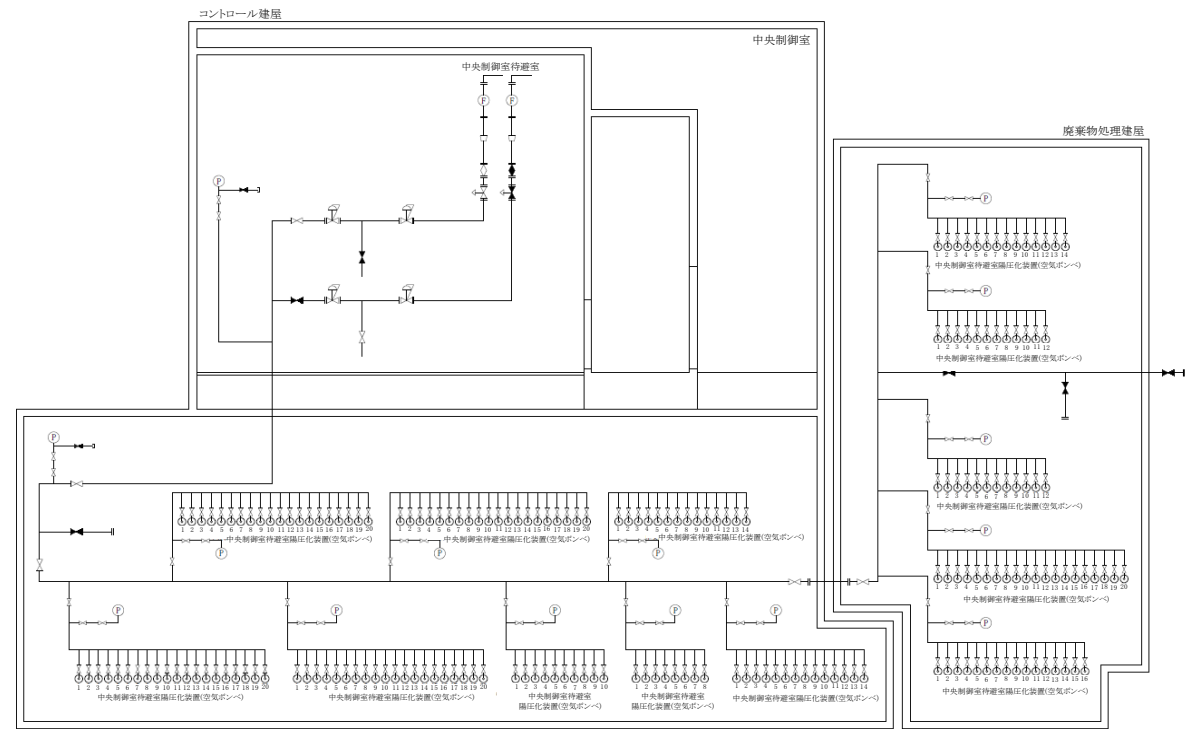 コントロール建屋
中央制御室
中央制御室待避室
F F
P
廃棄物処理建屋
P
1 2 3 4 5 6 7 8 9 10 11 12 13 14
中央制御室待避室陽圧化装置(空気ボンベ)
P
1 2 3 4 5 6 7 8 9 10 11 12
中央制御室待避室陽圧化装置(空気ボンベ)
P
1 2 3 4 5 6 7 8 9 10 11 12
中央制御室待避室陽圧化装置(空気ボンベ)
P
1 2 3 4 5 6 7 8 9 10 11 12 13 14 15 16 17 18 19 20
中央制御室待避室陽圧化装置(空気ボンベ)
P
1 2 3 4 5 6 7 8 9 10 11 12 13 14 15 16
中央制御室待避室陽圧化装置(空気ボンベ)
P
1 2 3 4 5 6 7 8 9 10 11 12 13 14 15 16 17 18 19 20
中央制御室待避室陽圧化装置(空気ボンベ)
P
1 2 3 4 5 6 7 8 9 10 11 12 13 14 15 16 17 18 19 20
中央制御室待避室陽圧化装置(空気ボンベ)
P
1 2 3 4 5 6 7 8 9 10 11 12 13 14
中央制御室待避室陽圧化装置(空気ボンベ)
P
P
1 2 3 4 5 6 7 8 9 10 11 12 13 14 15 16 17 18 19 20
中央制御室待避室陽圧化装置(空気ボンベ)
P
1 2 3 4 5 6 7 8 9 10 11 12 13 14 15 16 17 18 19 20
中央制御室待避室陽圧化装置(空気ボンベ)
P
1 2 3 4 5 6 7 8 9 10
中央制御室待避室
陽圧化装置(空気ボンベ)
P
1 2 3 4 5 6 7 8
中央制御室待避室
陽圧化装置(空気ボンベ)
P
1 2 3 4 5 6 7 8 9 10 11 12 13 14
中央制御室待避室陽圧化装置(空気ボンベ)